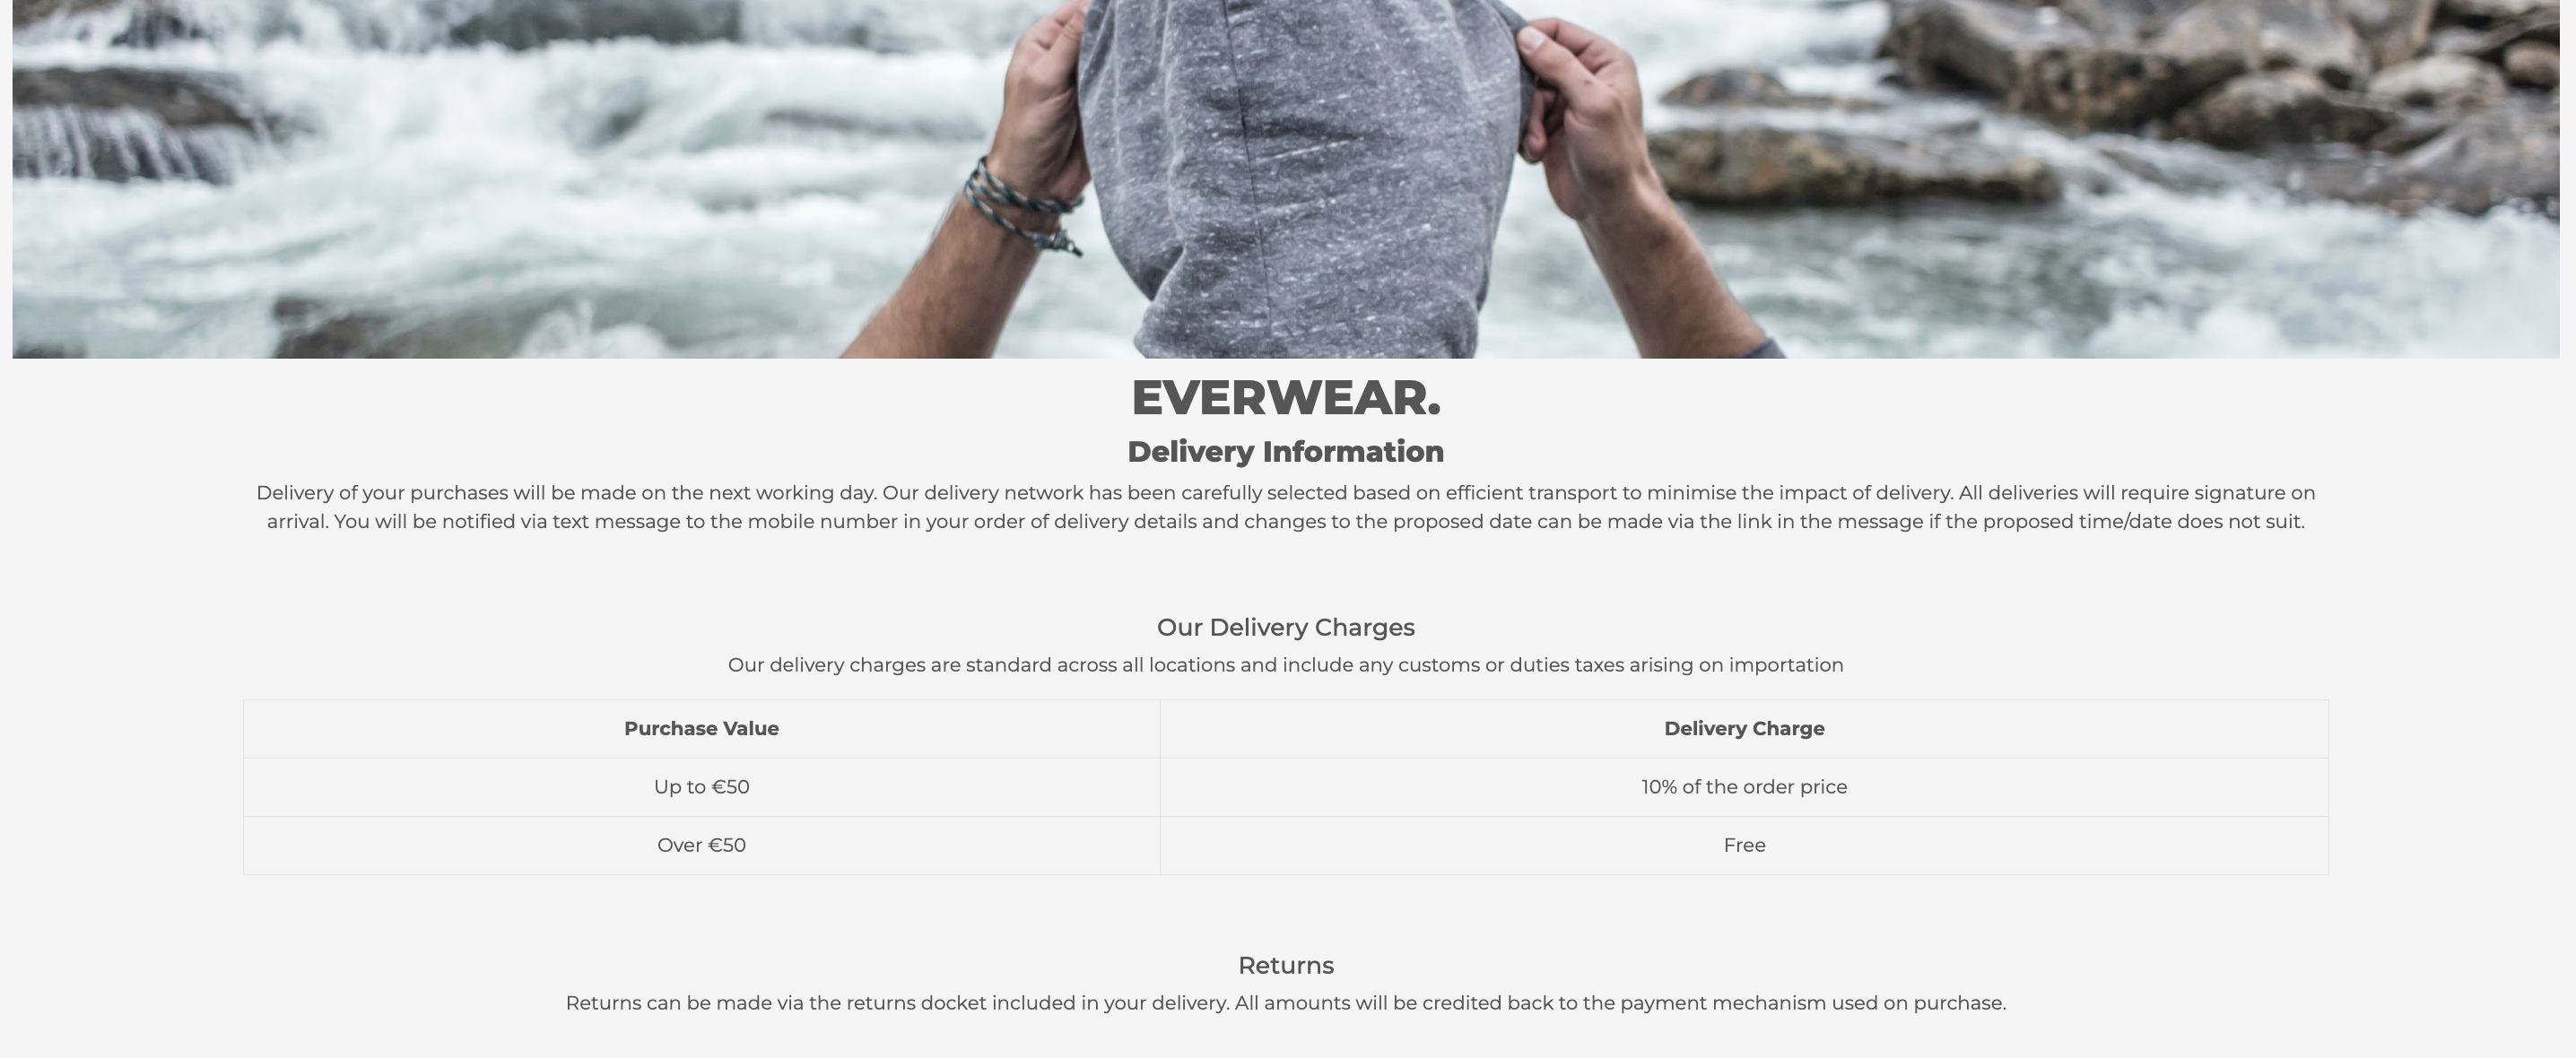 EVERWEAR.
Delivery Information
Delivery of your purchases will be made on the next working day. Our delivery network has been carefully selected based on efficient transport to minimise the impact of delivery. All deliveries will require signature on
arrival. You will be notified via text message to the mobile number in your order of delivery details and changes to the proposed date can be made via the link in the message if the proposed time/date does not suit.
Our Delivery Charges
Our delivery charges are standard across all locations and include any customs or duties taxes arising on importation
Purchase Value Delivery Charge
Up to €50 10% of the order price
Over €50 Free
Returns
Returns can be made via the returns docket included in your delivery. All amounts will be credited back to the payment mechanism used on purchase.